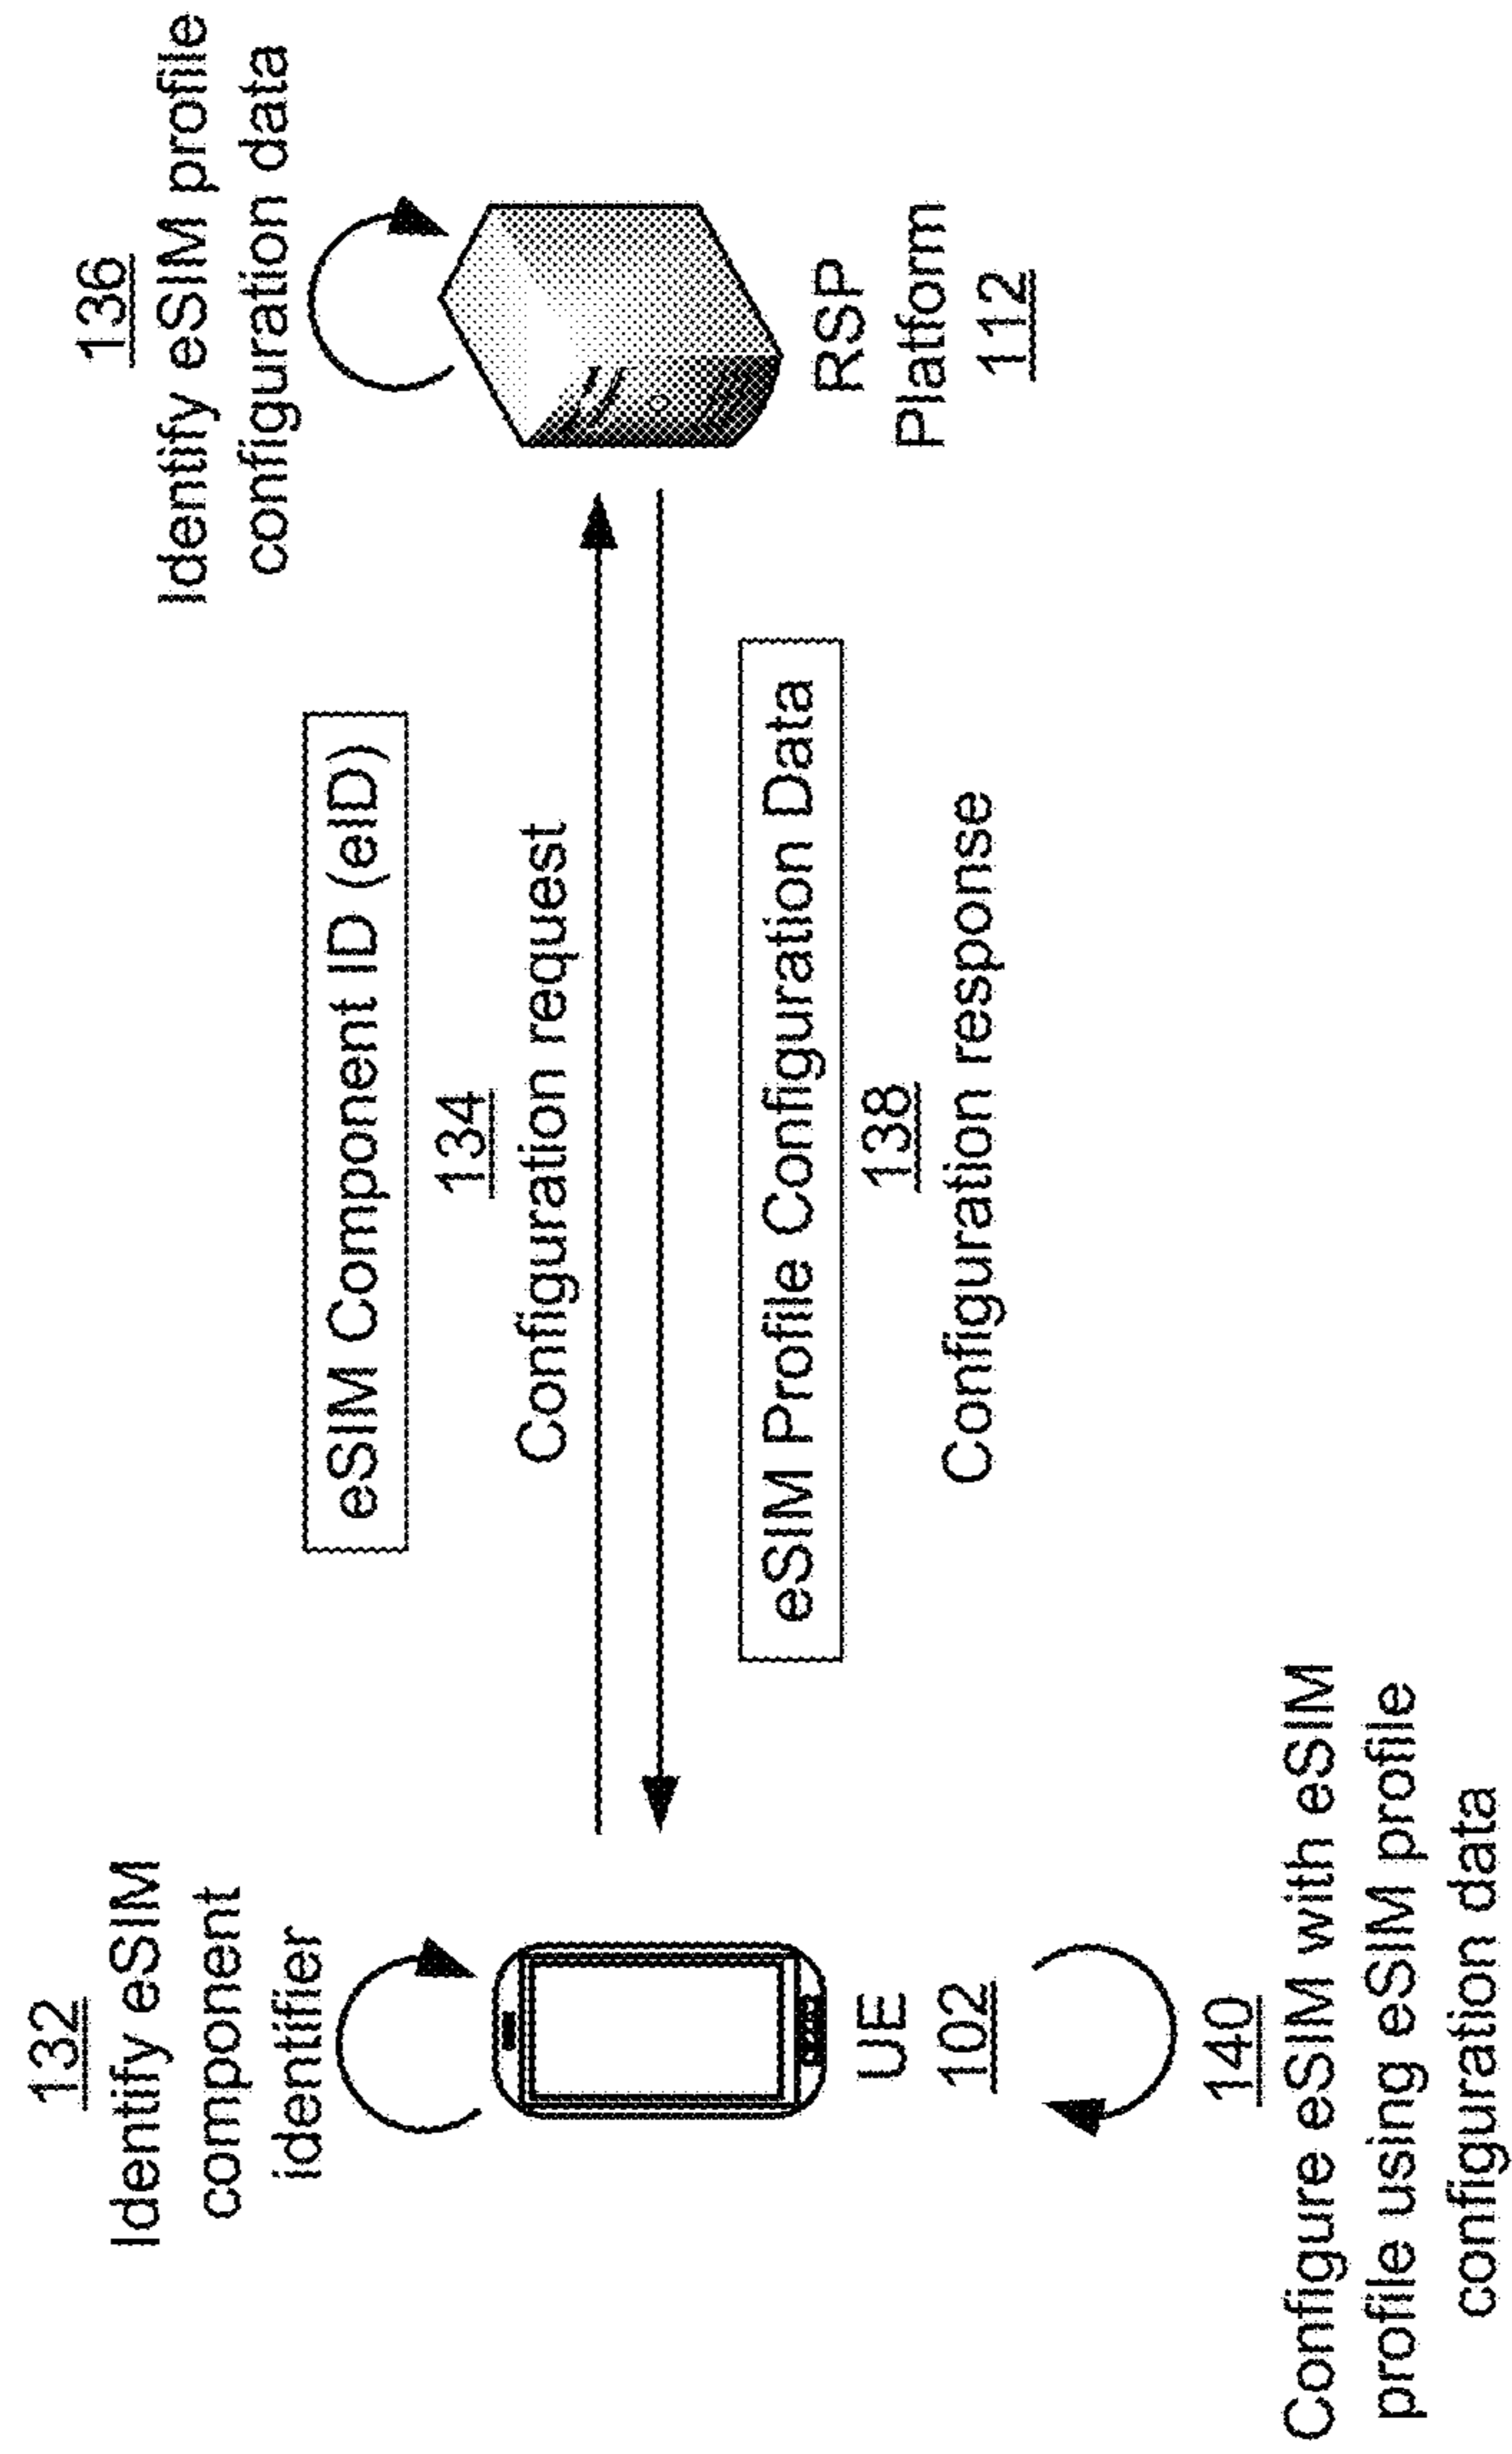 132
Identify eSIM
component
identifier
UE
102
140
Configure eSIM with eSIM
profile using eSIM profile
configuration data
eSIM Component ID (eID)
134
Configuration request
eSIM Profile Configuration Data
138
Configuration response
136
Identify eSIM profile
configuration data
RSP
Platform
112